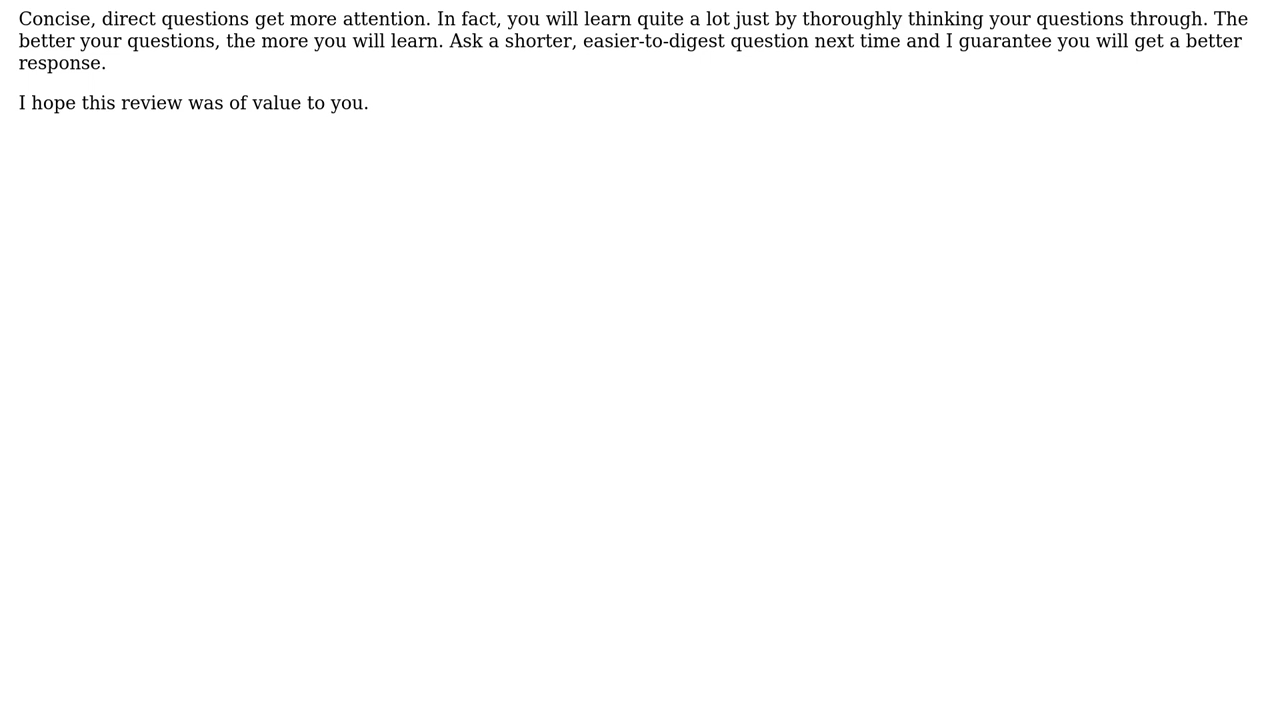 Concise, direct questions get more attention. In fact, you will learn quite a lot just by thoroughly thinking your questions through. The
better your questions, the more you will learn. Ask a shorter, easier-to-digest question next time and I guarantee you will get a better
response.
I hope this review was of value to you.